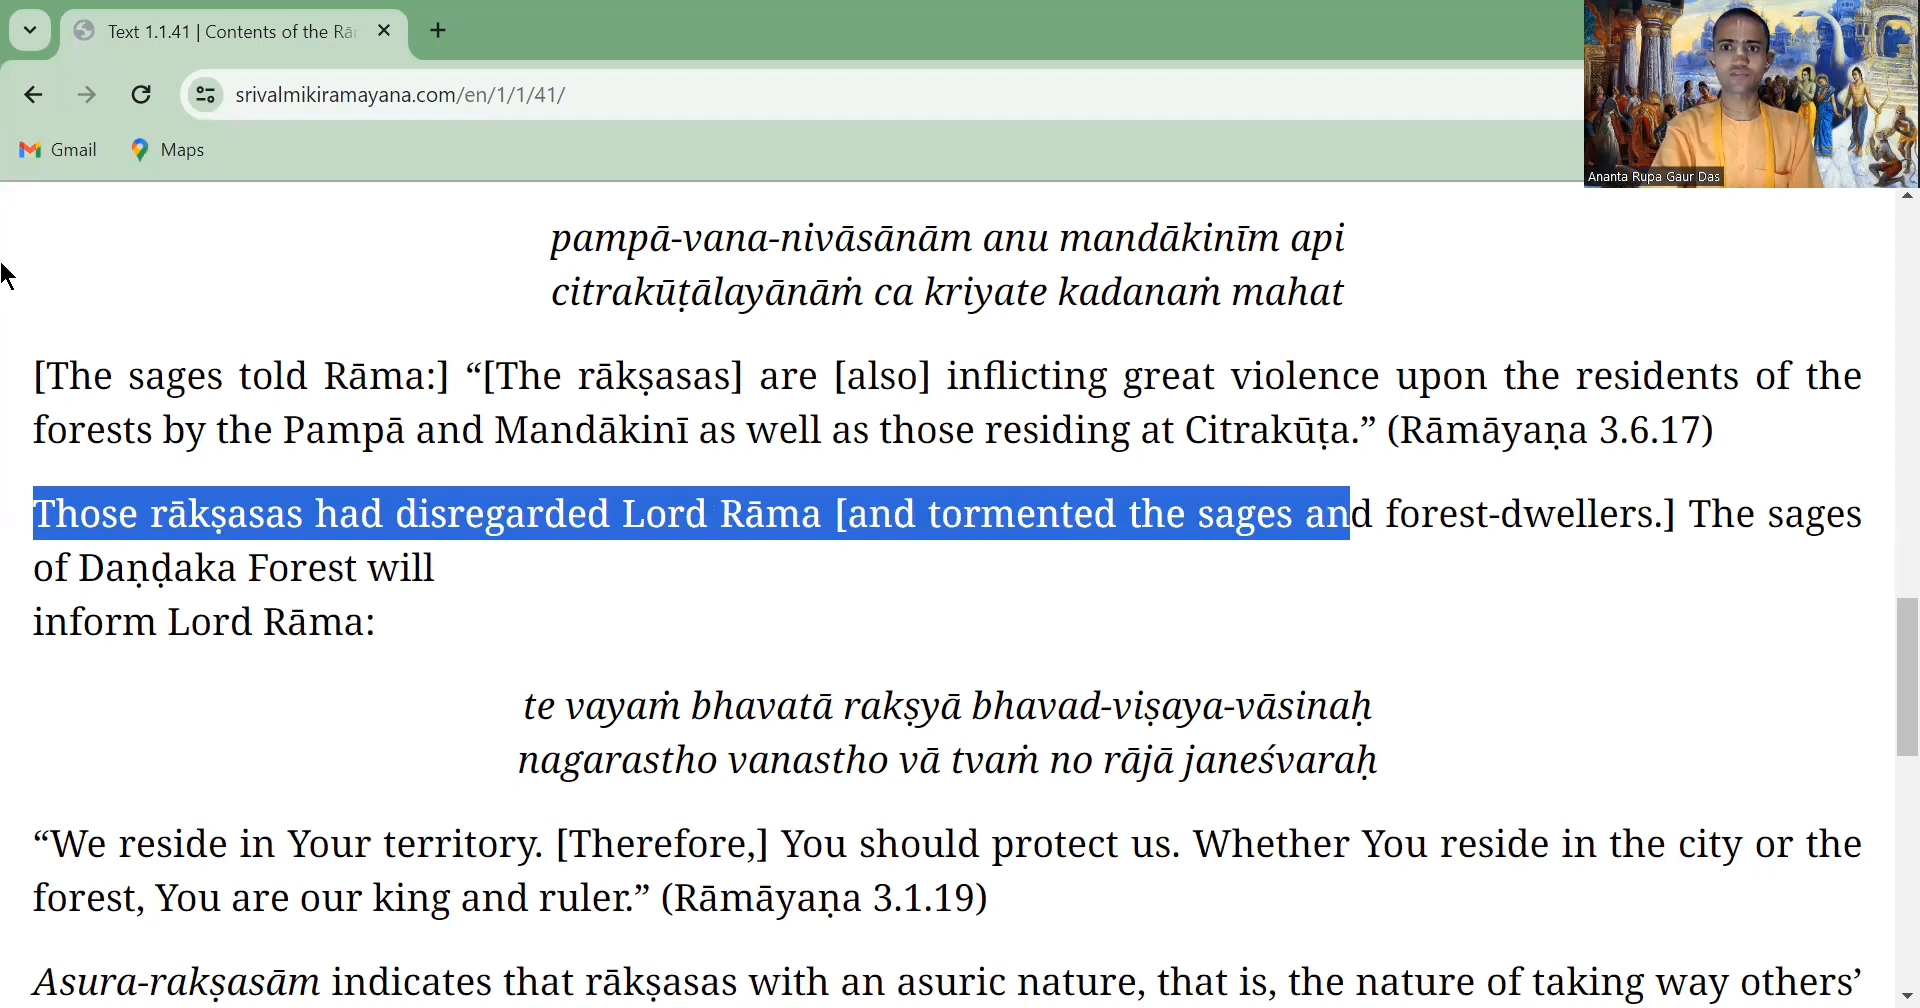 Text 1.1.41 | Contents of the Rā
srivalmikiramayana.com/en/1/1/41/
Gmail
Maps
Ananta Rupa Gaur Das
pampā-vana-nivāsānām anu mandākinīm api
citrakūṭālayānāṁ ca kriyate kadanaṁ mahat
[The sages told Rāma:] “[The rākṣasas] are [also] inflicting great violence upon the residents of the
forests by the Pampā and Mandākinī as well as those residing at Citrakūṭa.” (Rāmāyaṇa 3.6.17)
Those rākṣasas had disregarded Lord Rāma [and tormented the sages and forest-dwellers.] The sages
of Daṇḍaka Forest will
inform Lord Rāma:
te vayaṁ bhavatā rakṣyā bhavad-viṣaya-vāsinaḥ
nagarastho vanastho vā tvaṁ no rājā janeśvaraḥ
“We reside in Your territory. [Therefore,] You should protect us. Whether You reside in the city or the
forest, You are our king and ruler.” (Rāmāyaṇa 3.1.19)
Asura-rakṣasām indicates that rākṣasas with an asuric nature, that is, the nature of taking way others’